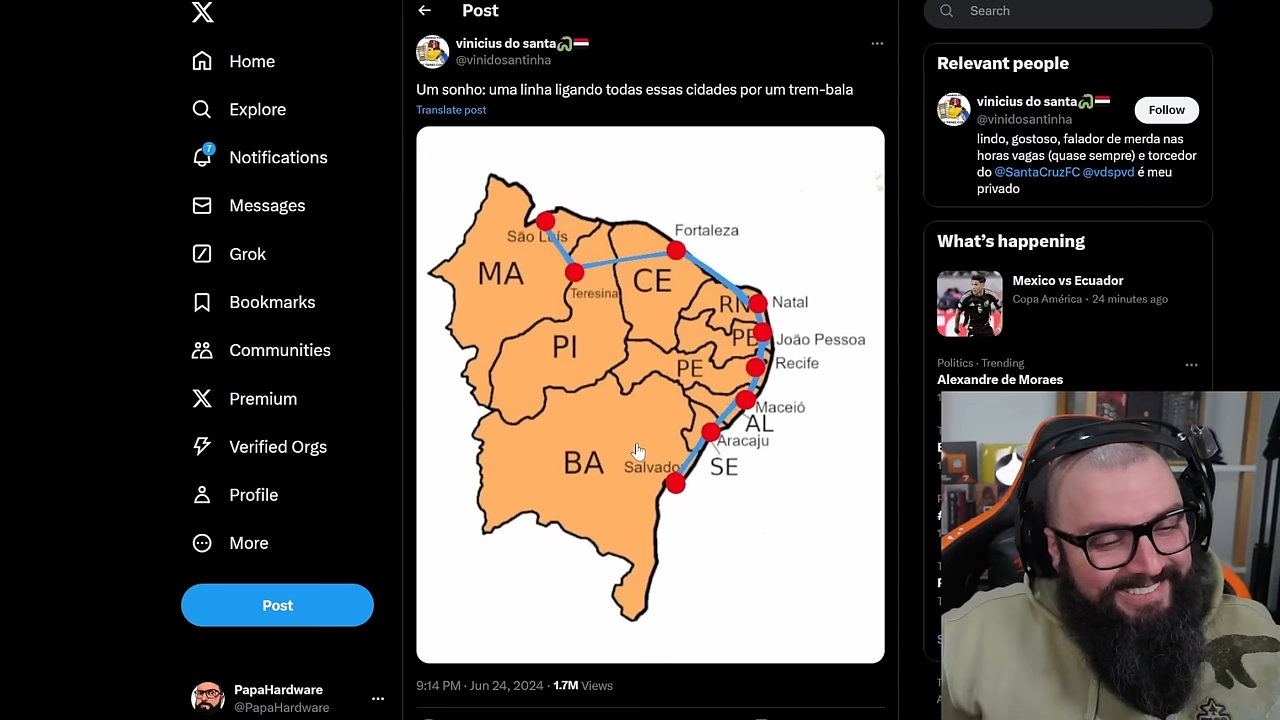 Home
Explore
7
Notifications
Messages
Grok
Bookmarks
Communities
Premium
Verified Orgs
Profile
More
Post
PapaHardware
@PapaHardware
Post
vinicius do santa
@vinidosantinha
Um sonho: uma linha ligando todas essas cidades por um trem-bala
Translate post
São Luís
Fortaleza
MA
CE
Teresina
RN
Natal
PB
João Pessoa
PI
PE
Recife
Maceió
AL
Aracaju
BA
Salvador
SE
9:14 PM · Jun 24, 2024 · 1.7M Views
Search
Relevant people
vinicius do santa
@vinidosantinha
Follow
lindo, gostoso, falador de merda nas
horas vagas (quase sempre) e torcedor
do @SantaCruzFC @vdspvd é meu
privado
What's happening
Mexico vs Ecuador
Copa América · 24 minutes ago
Politics · Trending
Alexandre de Moraes